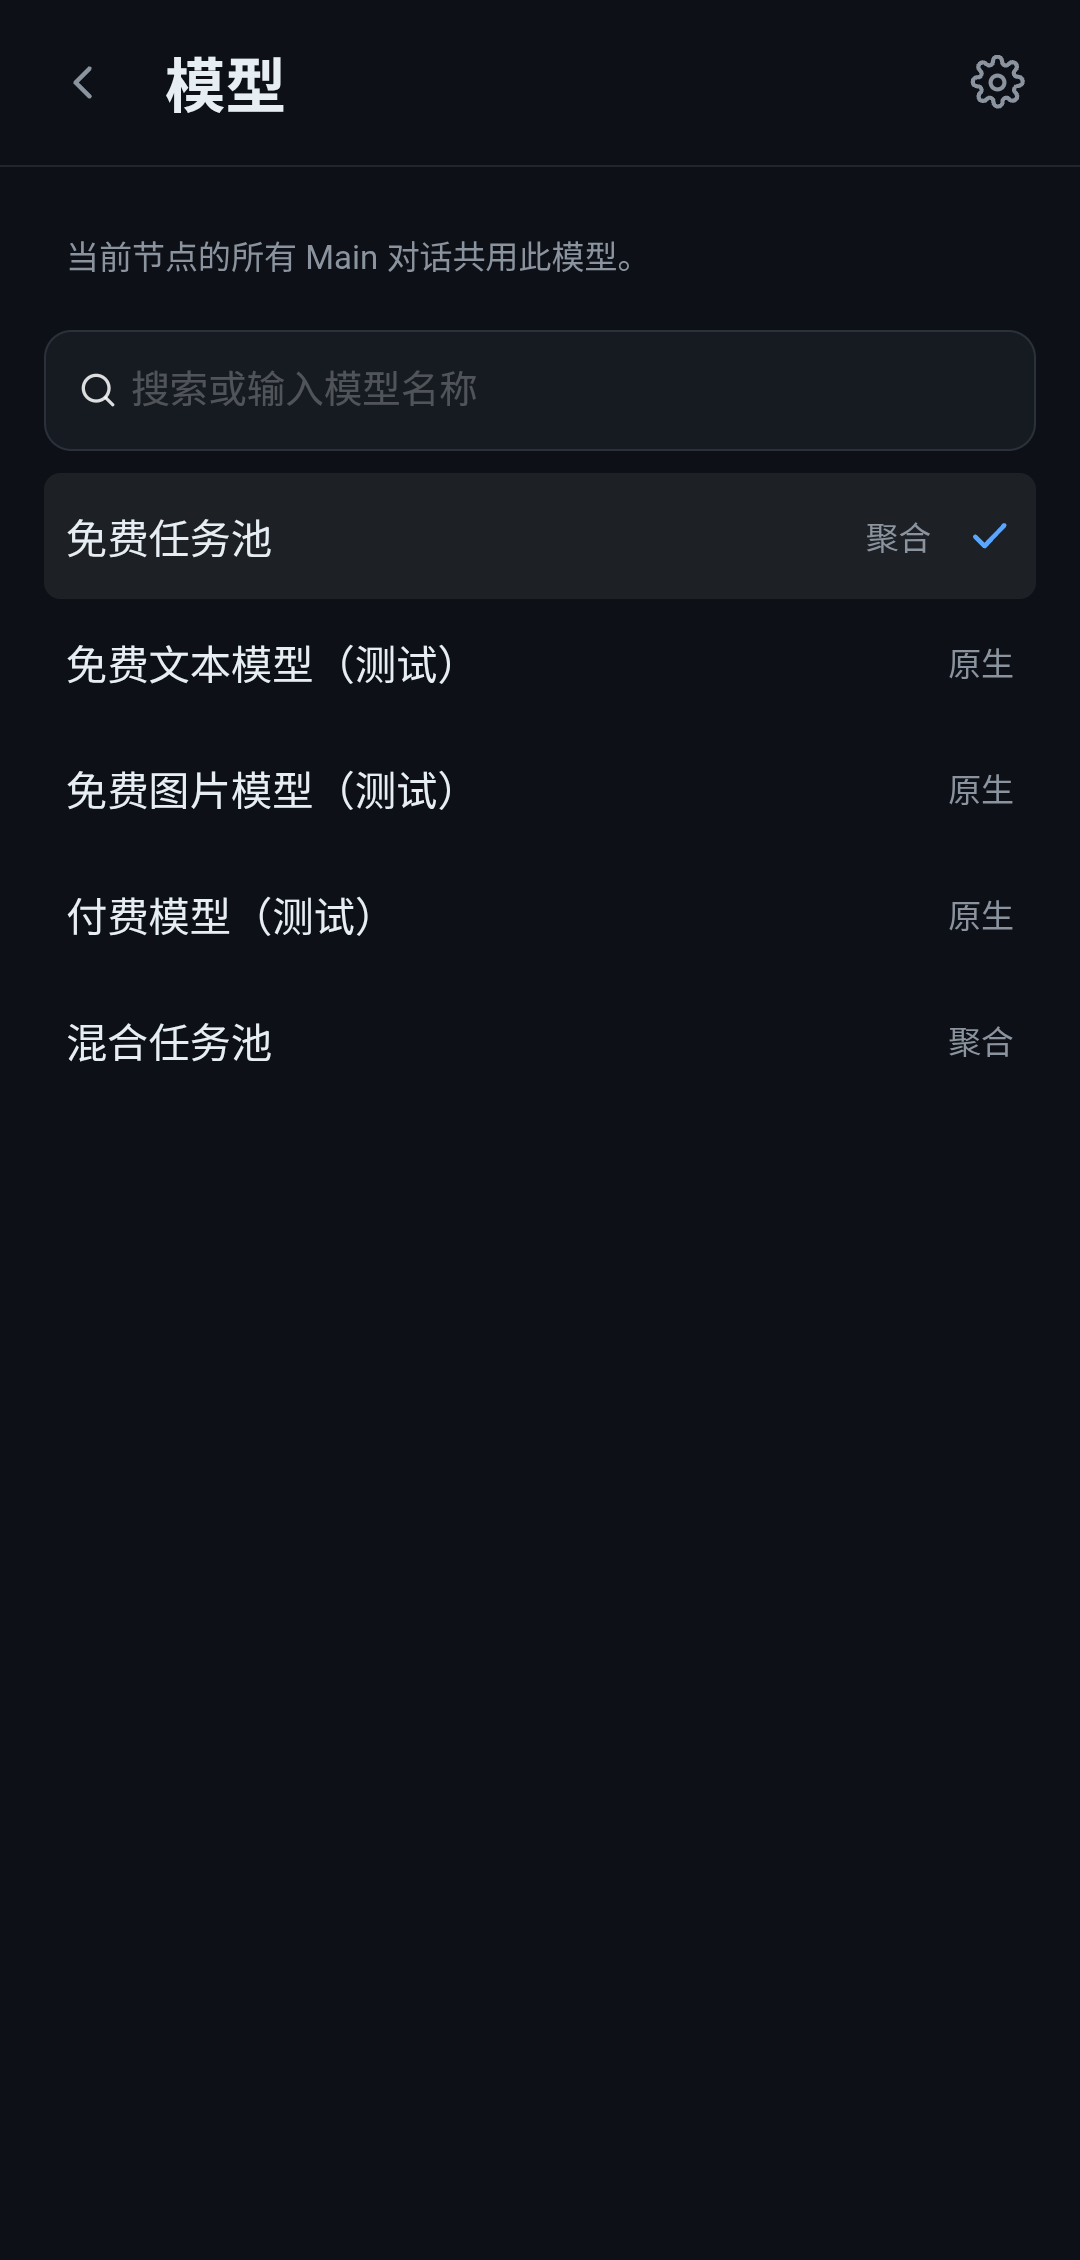 模型
当前节点的所有 Main 对话共用此模型。
搜索或输入模型名称
免费任务池 聚合
免费文本模型（测试） 原生
免费图片模型（测试） 原生
付费模型（测试） 原生
混合任务池 聚合